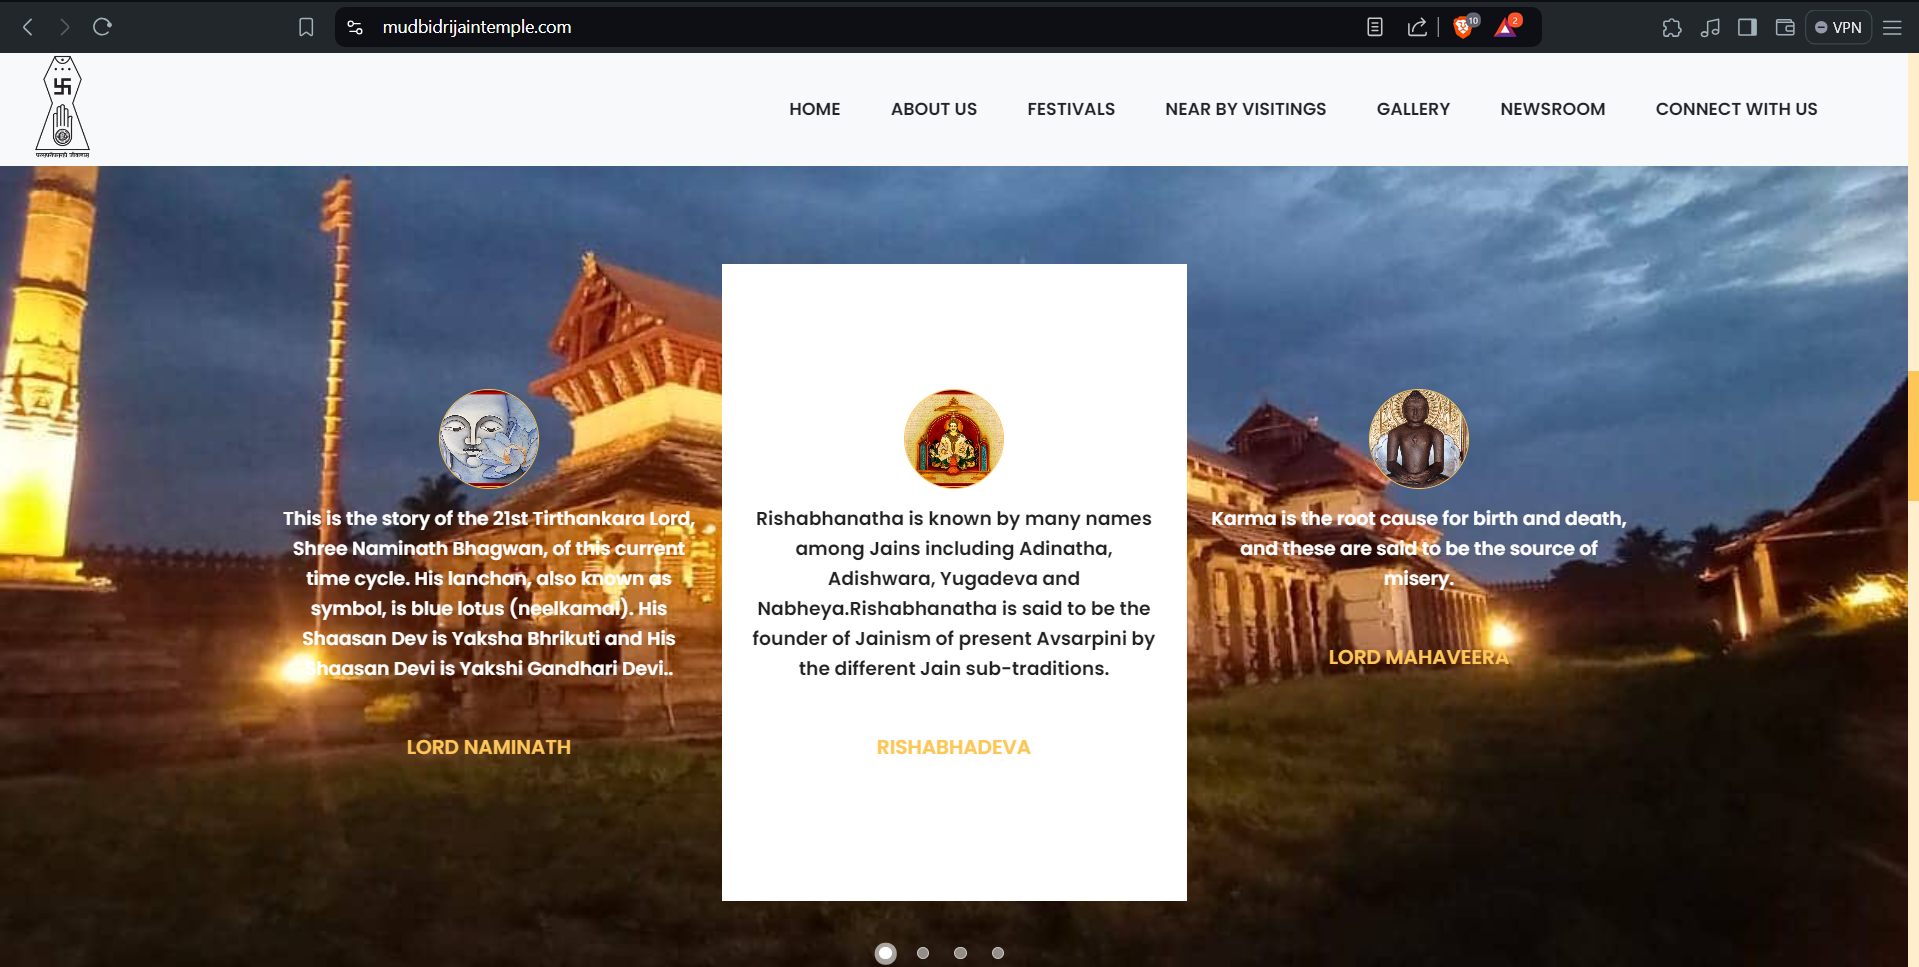 mudbidrijaintemple.com
10
2
VPN
परस्परोपग्रहो जीवानाम्
HOME
ABOUT US
FESTIVALS
NEAR BY VISITINGS
GALLERY
NEWSROOM
CONNECT WITH US
This is the story of the 21st Tirthankara Lord,
Shree Naminath Bhagwan, of this current
time cycle. His lanchan, also known as
symbol, is blue lotus (neelkamal). His
Shaasan Dev is Yaksha Bhrikuti and His
Shaasan Devi is Yakshi Gandhari Devi..
LORD NAMINATH
Rishabhanatha is known by many names
among Jains including Adinatha,
Adishwara, Yugadeva and
Nabheya.Rishabhanatha is said to be the
founder of Jainism of present Avsarpini by
the different Jain sub-traditions.
RISHABHADEVA
Karma is the root cause for birth and death,
and these are said to be the source of
misery.
LORD MAHAVEERA